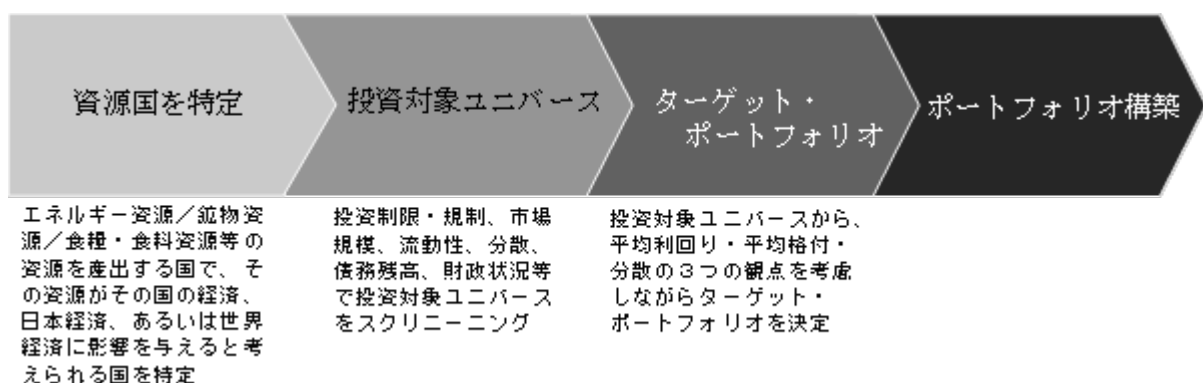 資源国を特定
投資対象ユニバース
ターゲット・
ポートフォリオ
ポートフォリオ構築
エネルギー資源／鉱物資
源／食糧・食料資源等の
資源を産出する国で、そ
の資源がその国の経済、
日本経済、あるいは世界
経済に影響を与えると考
えられる国を特定
投資制限・規制、市場
規模、流動性、分散、
債務残高、財政状況等
で投資対象ユニバース
をスクリーニング
投資対象ユニバースから、
平均利回り・平均格付・
分散の３つの観点を考慮
しながらターゲット・
ポートフォリオを決定